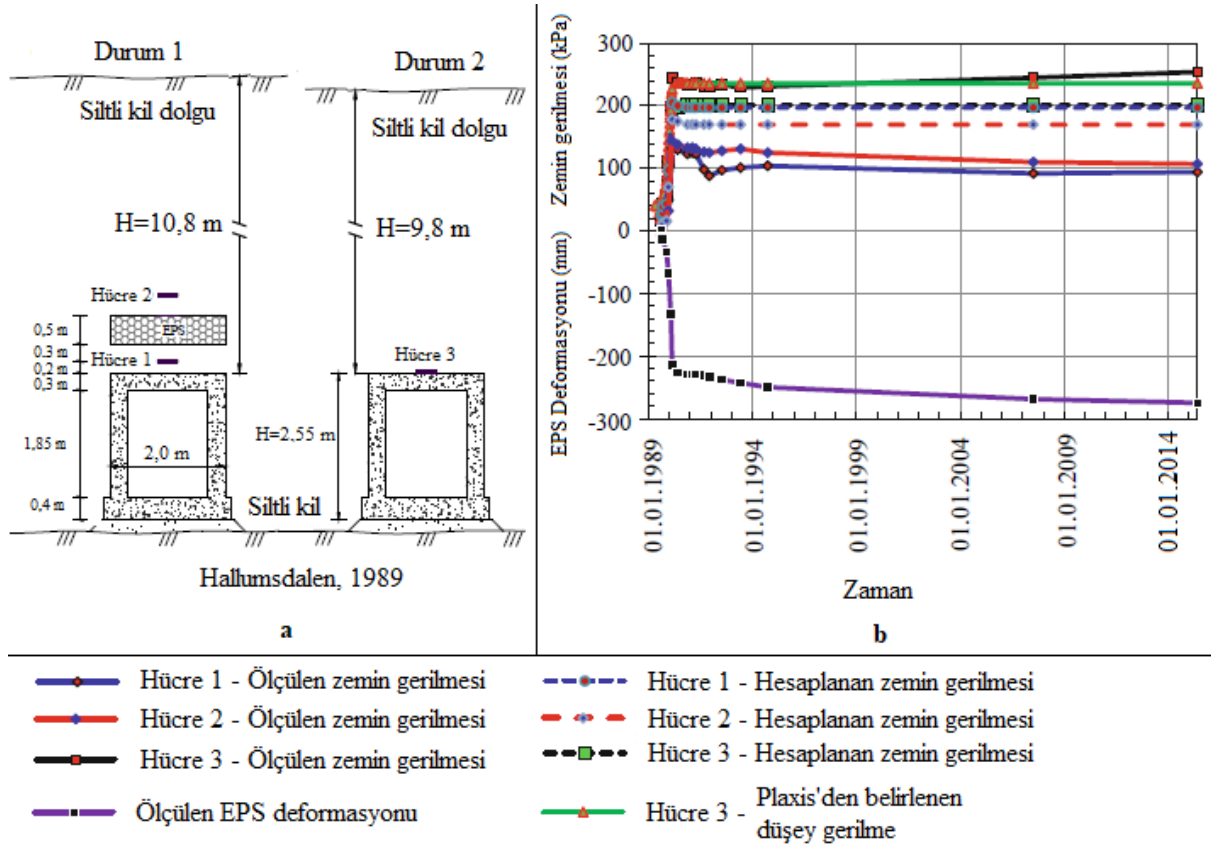 Durum 1
Durum 2
Siltli kil dolgu
Siltli kil dolgu
H=10,8 m
H=9,8 m
Hücre 2
0,5 m
EPS
0.3 m
Hücre 1
0,2 m
0,3 m
Hücre 3
1,85 m
2,0 m
H=2,55 m
0,4 m
Siltli kil
Hallumsdalen, 1989
a
EPS Deformasyonu (mm)
Zemin gerilmesi (kPa)
300
200
100
0
-100
-200
-300
01.01.1989
01.01.1994
01.01.1999
01.01.2004
01.01.2009
01.01.2014
Zaman
b
Hücre 1 - Ölçülen zemin gerilmesi
Hücre 1 - Hesaplanan zemin gerilmesi
Hücre 2 - Ölçülen zemin gerilmesi
Hücre 2 - Hesaplanan zemin gerilmesi
Hücre 3 - Ölçülen zemin gerilmesi
Hücre 3 - Hesaplanan zemin gerilmesi
Ölçülen EPS deformasyonu
Hücre 3 - Plaxis'den belirlenen
düşey gerilme